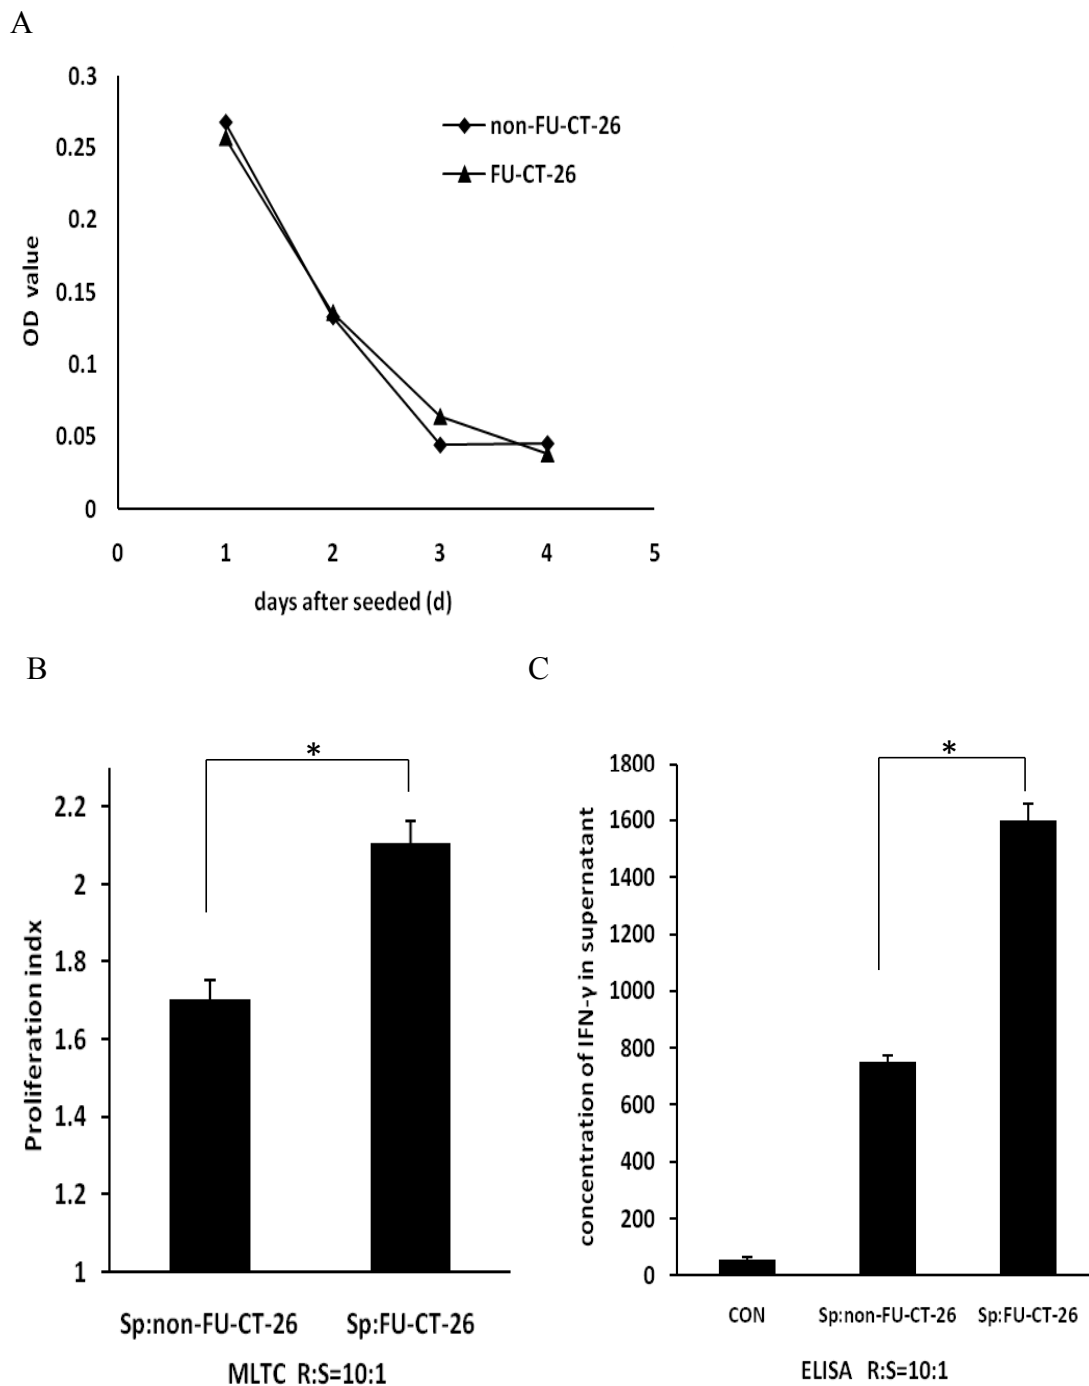 A
0.3
0.25
0.2
0.15
0.1
0.05
0
OD value
non-FU-CT-26
FU-CT-26
0 1 2 3 4 5
days after seeded (d)
B
C
*
2.2
2
1.8
1.6
1.4
1.2
1
Proliferation indx
Sp:non-FU-CT-26 Sp:FU-CT-26
MLTC R:S=10:1
*
1800
1600
1400
1200
1000
800
600
400
200
0
concentration of IFN-γ in supernatant
CON Sp:non-FU-CT-26 Sp:FU-CT-26
ELISA R:S=10:1